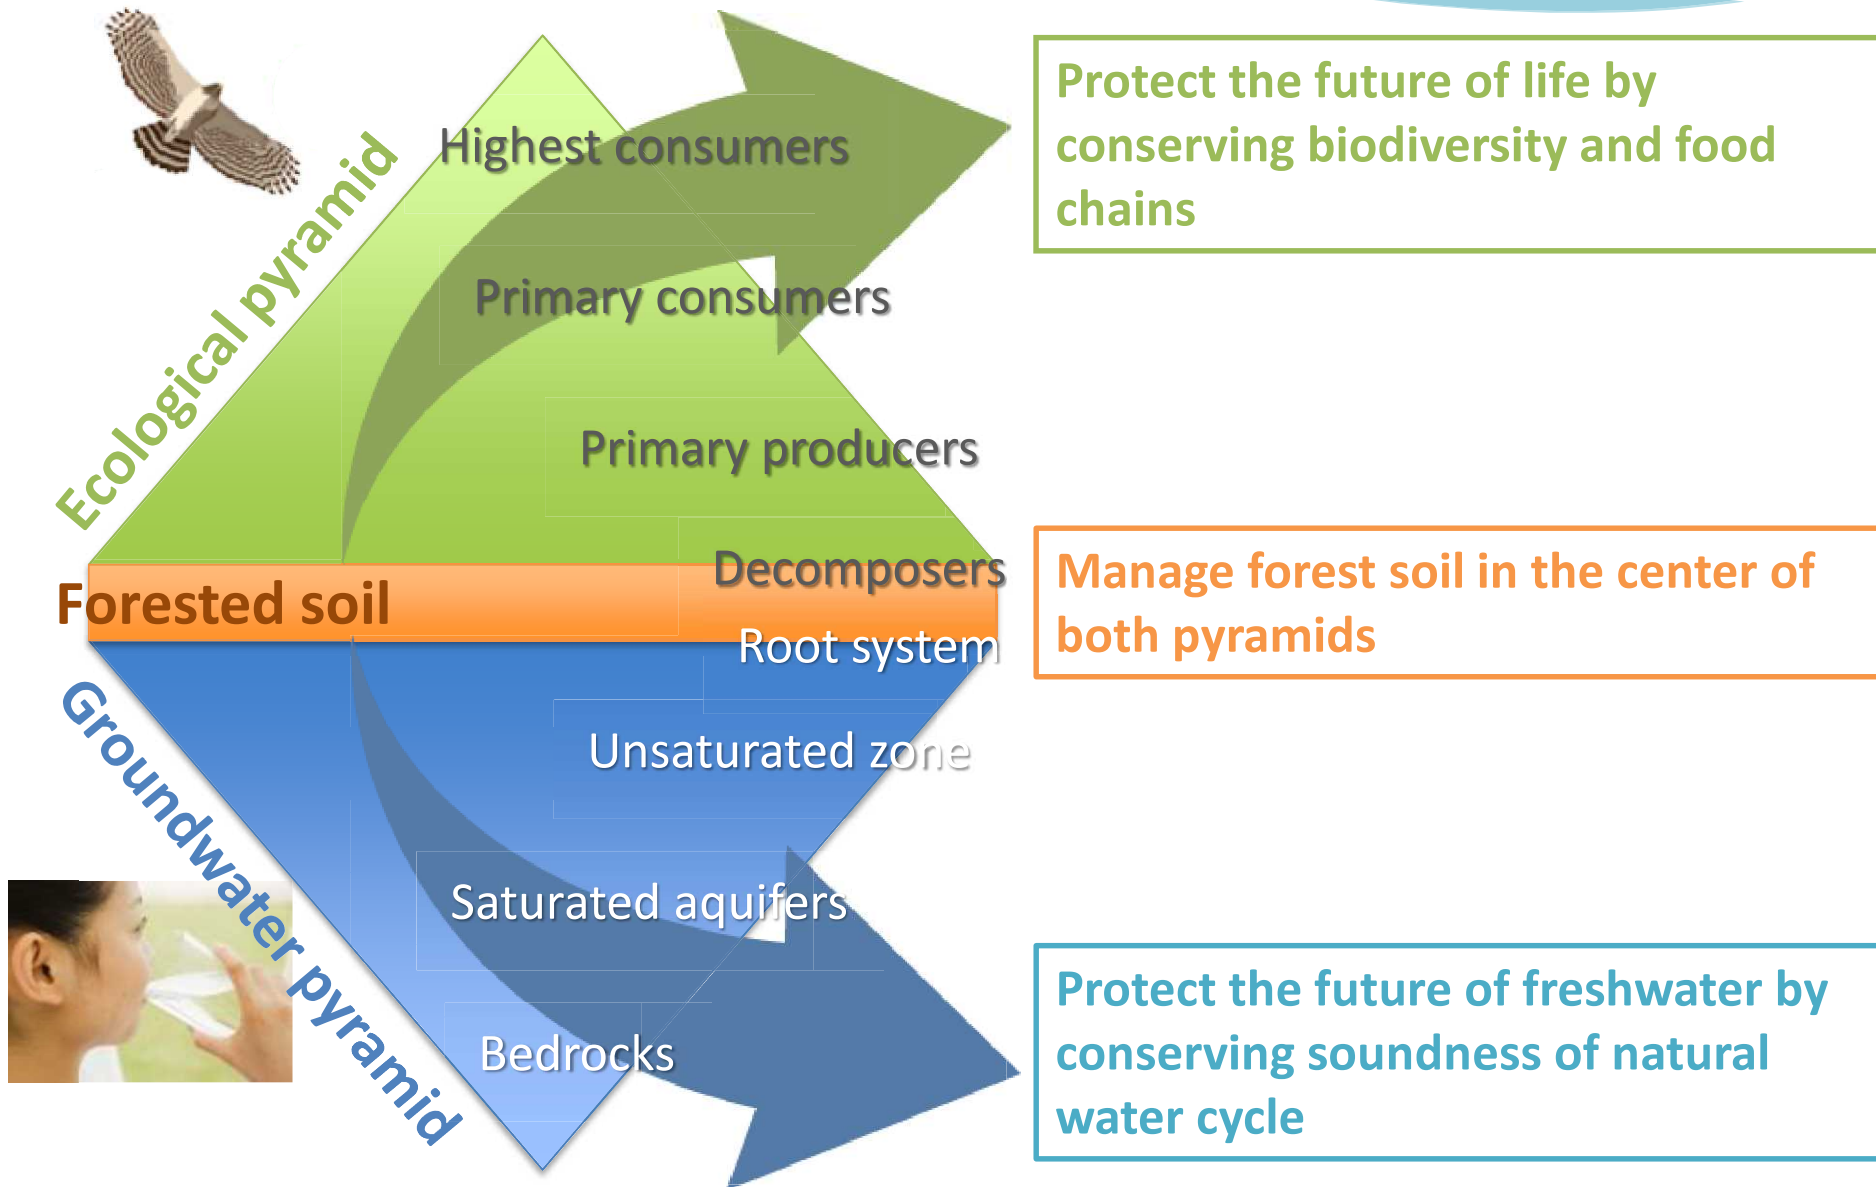 Ecological pyramid
Highest consumers
Primary consumers
Primary producers
Decomposers
Forested soil
Root system
Unsaturated zone
Saturated aquifers
Bedrocks
Groundwater pyramid
Protect the future of life by
conserving biodiversity and food
chains
Manage forest soil in the center of
both pyramids
Protect the future of freshwater by
conserving soundness of natural
water cycle